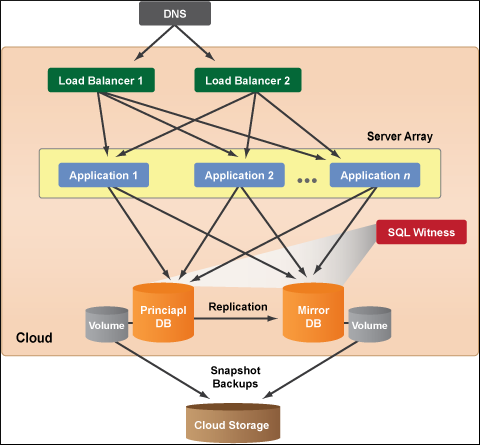 DNS
Load Balancer 1
Load Balancer 2
Server Array
Application 1
Application 2
Application n
SQL Witness
Princiapl
DB
Replication
Mirror
DB
Volume
Volume
Cloud
Snapshot
Backups
Cloud Storage